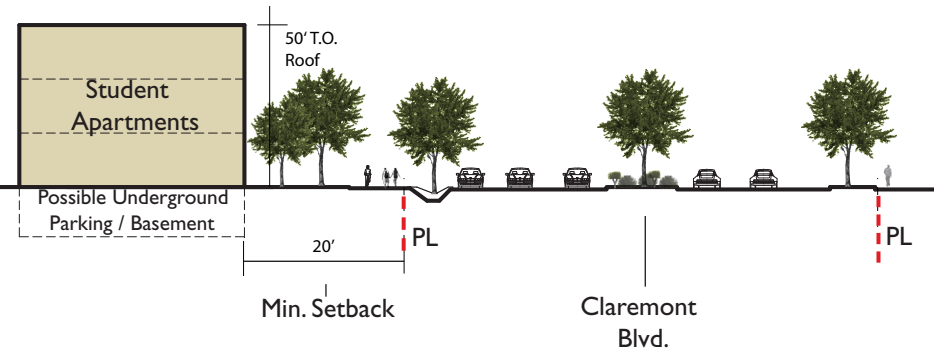 50' T.O.
Roof
Student
Apartments
Possible Underground
Parking / Basement
20'
PL
PL
Min. Setback
Claremont
Blvd.